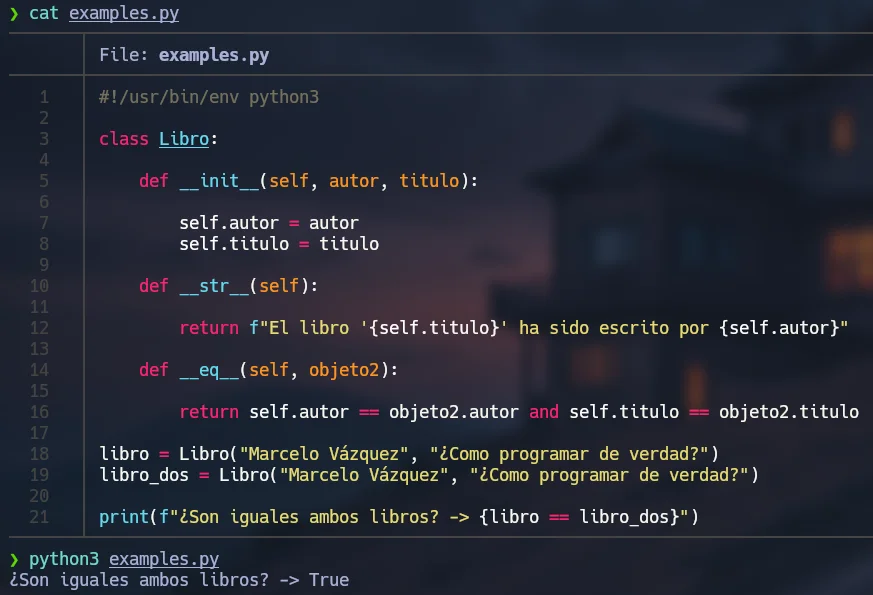 ❯ cat examples.py
File: examples.py
1 #!/usr/bin/env python3
2
3 class Libro:
4
5     def __init__(self, autor, titulo):
6
7         self.autor = autor
8         self.titulo = titulo
9
10     def __str__(self):
11
12         return f"El libro '{self.titulo}' ha sido escrito por {self.autor}"
13
14     def __eq__(self, objeto2):
15
16         return self.autor == objeto2.autor and self.titulo == objeto2.titulo
17
18 libro = Libro("Marcelo Vázquez", "¿Como programar de verdad?")
19 libro_dos = Libro("Marcelo Vázquez", "¿Como programar de verdad?")
20
21 print(f"¿Son iguales ambos libros? -> {libro == libro_dos}")
❯ python3 examples.py
¿Son iguales ambos libros? -> True